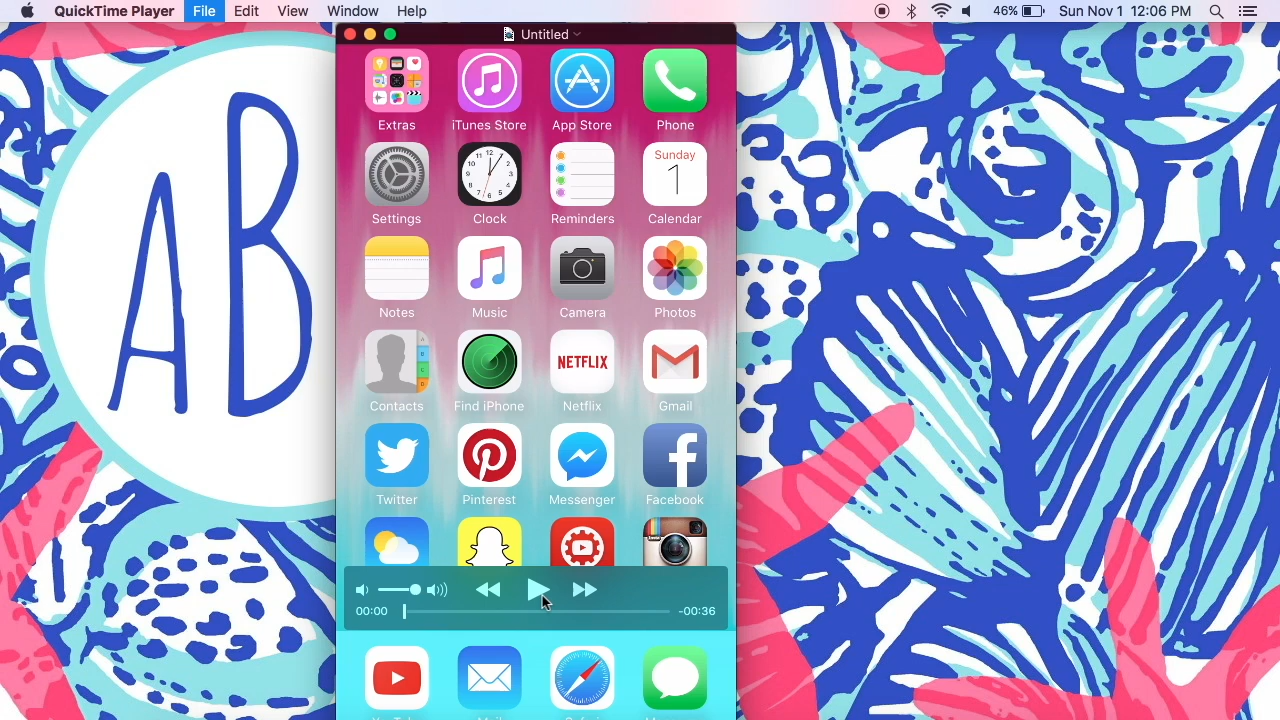 QuickTime Player File Edit View Window Help 46% Sun Nov 1 12:06 PM
Untitled
AB
Extras iTunes Store App Store Phone
Sunday
1
Settings Clock Reminders Calendar
Notes Music Camera Photos
NETFLIX
Contacts Find iPhone Netflix Gmail
Twitter Pinterest Messenger Facebook
00:00 -00:36